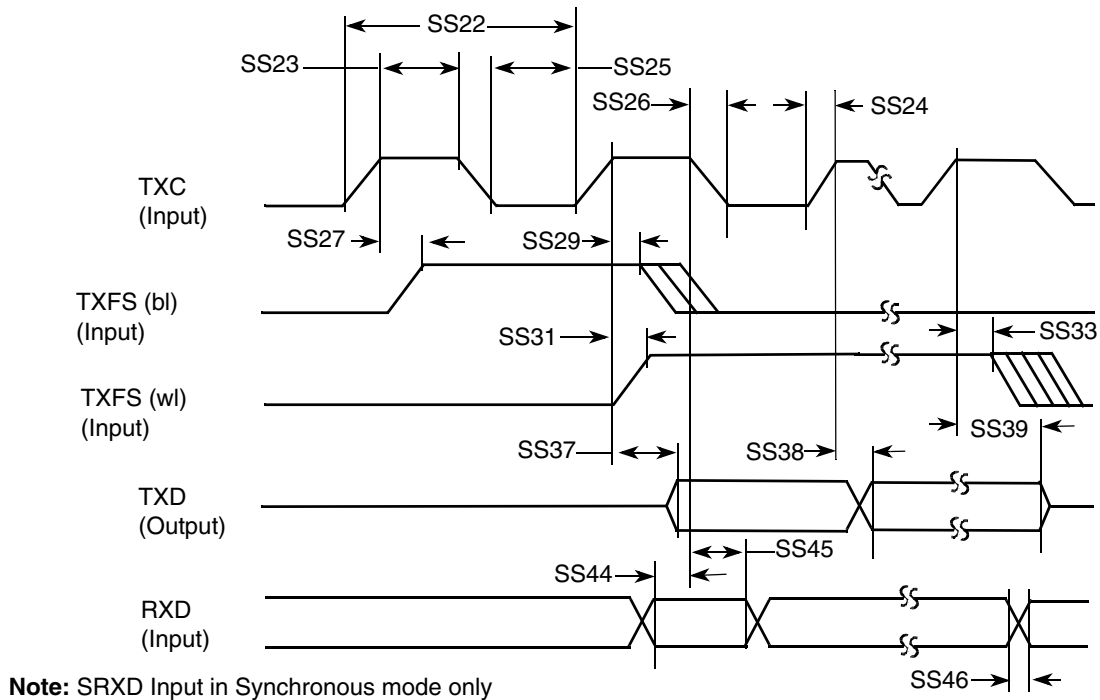 SS22
SS23
SS25
SS26
SS24
TXC
(Input)
SS27
SS29
TXFS (bl)
(Input)
SS31
SS33
TXFS (wl)
(Input)
SS39
SS37
SS38
TXD
(Output)
SS45
SS44
RXD
(Input)
SS46
Note: SRXD Input in Synchronous mode only